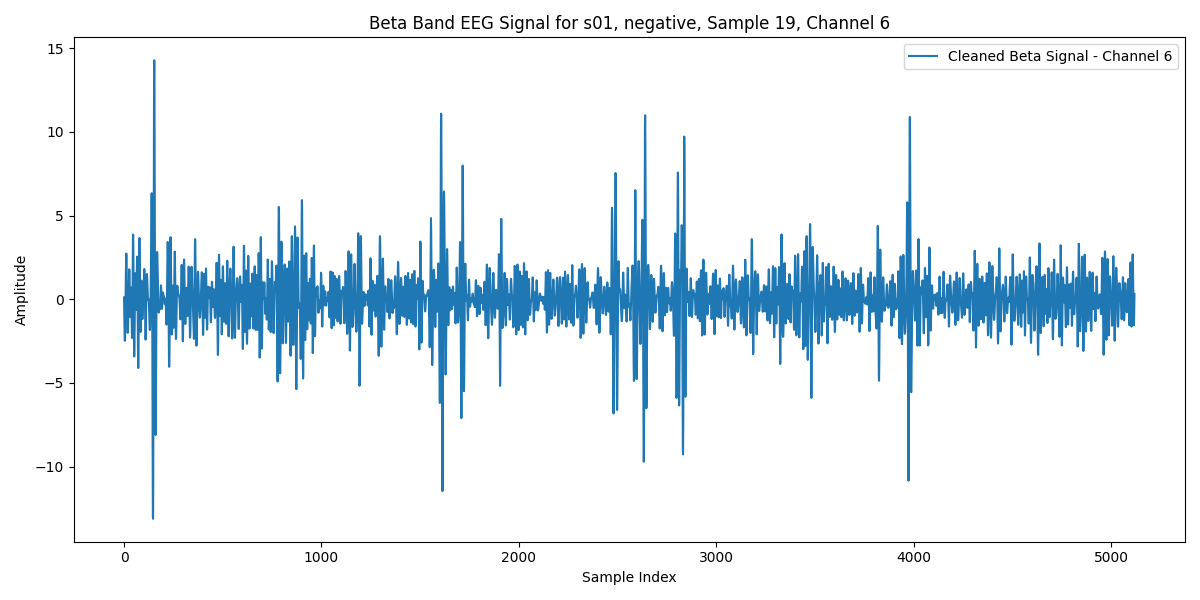 Beta Band EEG Signal for s01, negative, Sample 19, Channel 6
Cleaned Beta Signal - Channel 6
Amplitude
15
10
5
0
−5
−10
0 1000 2000 3000 4000 5000
Sample Index